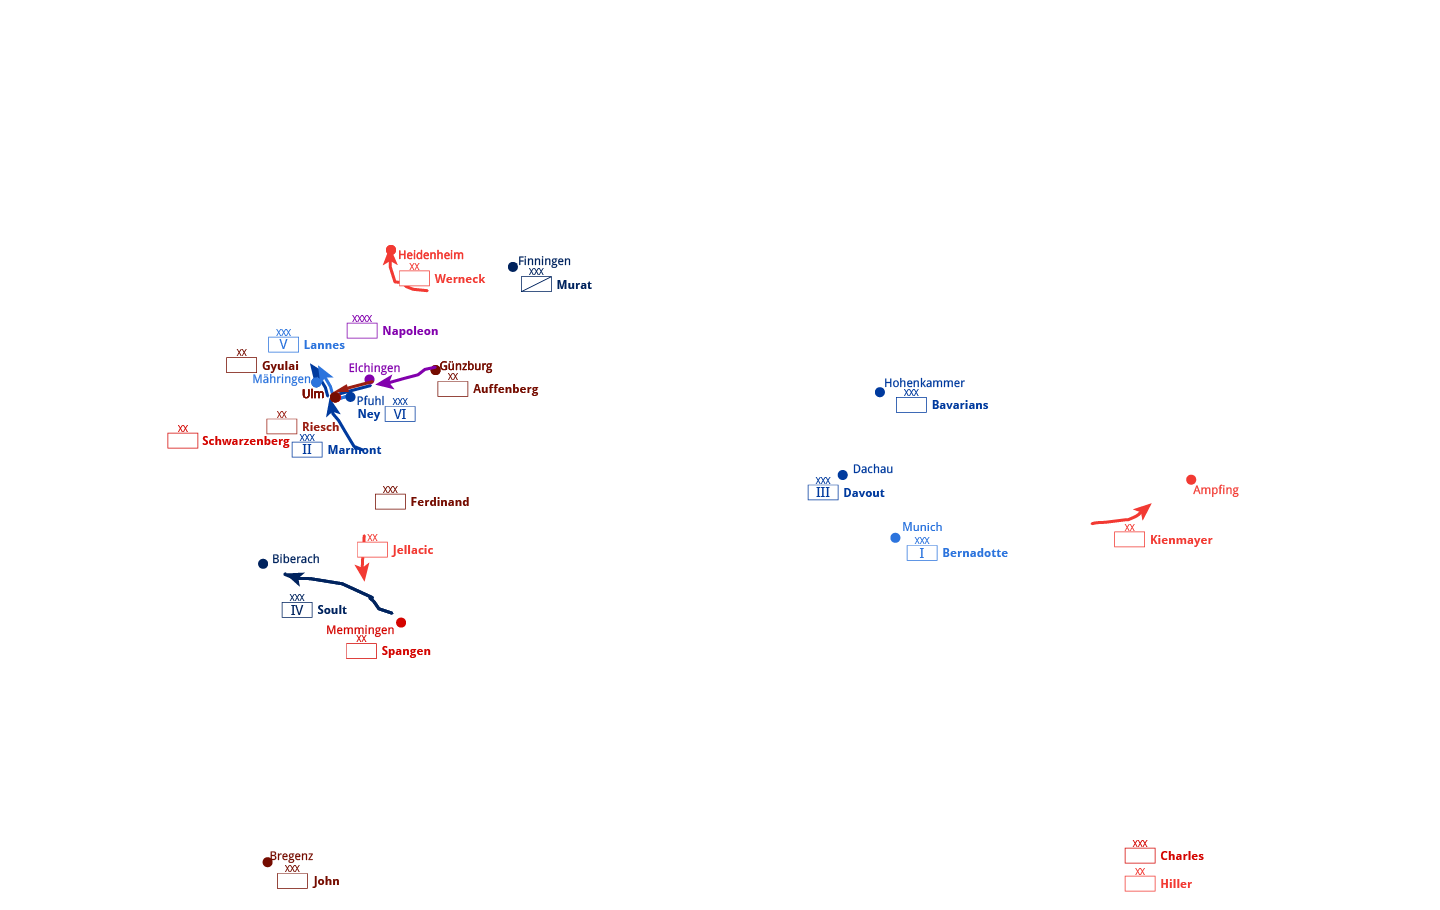 Heidenheim
XX
Werneck
Finningen
XXX
Murat
XXXX
Napoleon
XXX
V Lannes
XX
Gyulai
Mähringen
Elchingen
Günzburg
XX
Auffenberg
Ulm
Pfuhl
XXX
Ney VI
XX
Riesch
XX
Schwarzenberg
XXX
II Marmont
Hohenkammer
XXX
Bavarians
Dachau
XXX
III Davout
Ampfing
XX
Kienmayer
Munich
XXX
I Bernadotte
XXX
Ferdinand
XX
Jellacic
Biberach
XXX
IV Soult
Memmingen
XX
Spangen
Bregenz
XXX
John
XXX
Charles
XX
Hiller